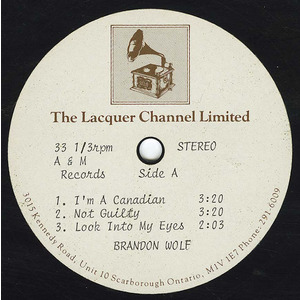 The Lacquer Channel Limited
33 1/3rpm STEREO
A & M
Records Side A
1. I'm A Canadian 3:20
2. Not Guilty 3:20
3. Look Into My Eyes 2:03
BRANDON WOLF
3015 Kennedy Road, Unit 10 Scarborough Ontario, M1V 1E7 Phone: 291-6009